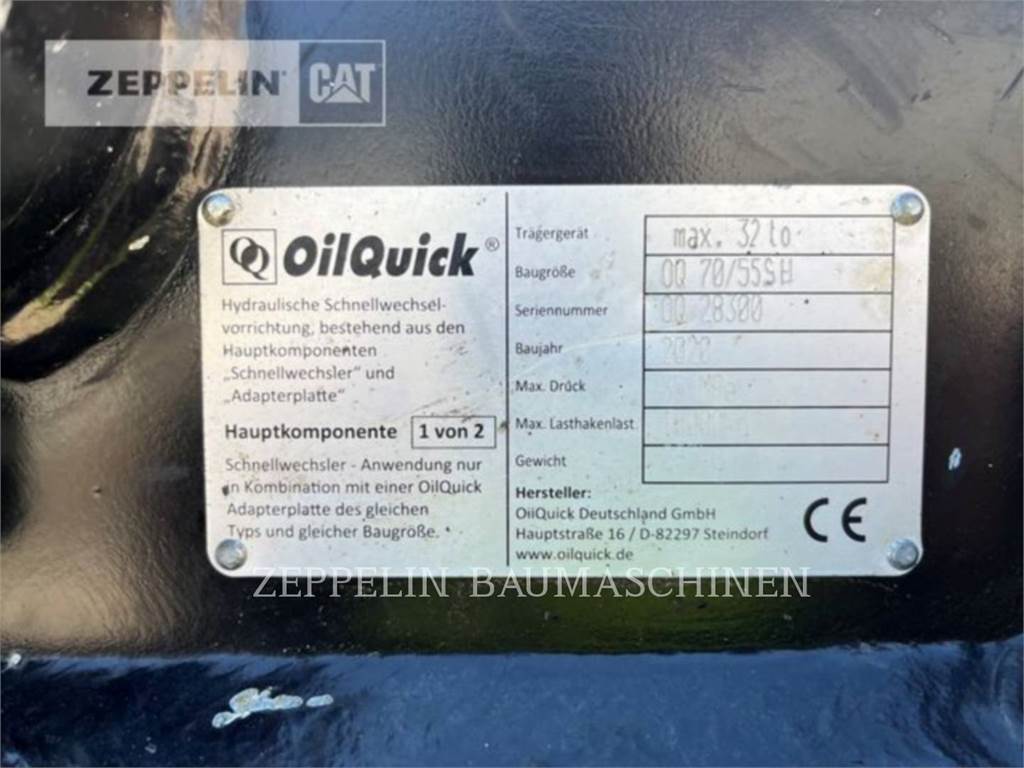 ZEPPELIN CAT
OilQuick®
Hydraulische Schnellwechsel-
vorrichtung, bestehend aus den
Hauptkomponenten
„Schnellwechsler" und
„Adapterplatte"
Hauptkomponente 1 von 2
Schnellwechsler - Anwendung nur
in Kombination mit einer OilQuick
Adapterplatte des gleichen
Typs und gleicher Baugröße.
Trägergerät max. 32 to
Baugröße OQ 70/55SH
Seriennummer OQ 28300
Baujahr
Max. Drück
Max. Lasthakenlast
Gewicht
Hersteller:
OilQuick Deutschland GmbH
Hauptstraße 16 / D-82297 Steindorf
www.oilquick.de
CE
ZEPPELIN BAUMASCHINEN